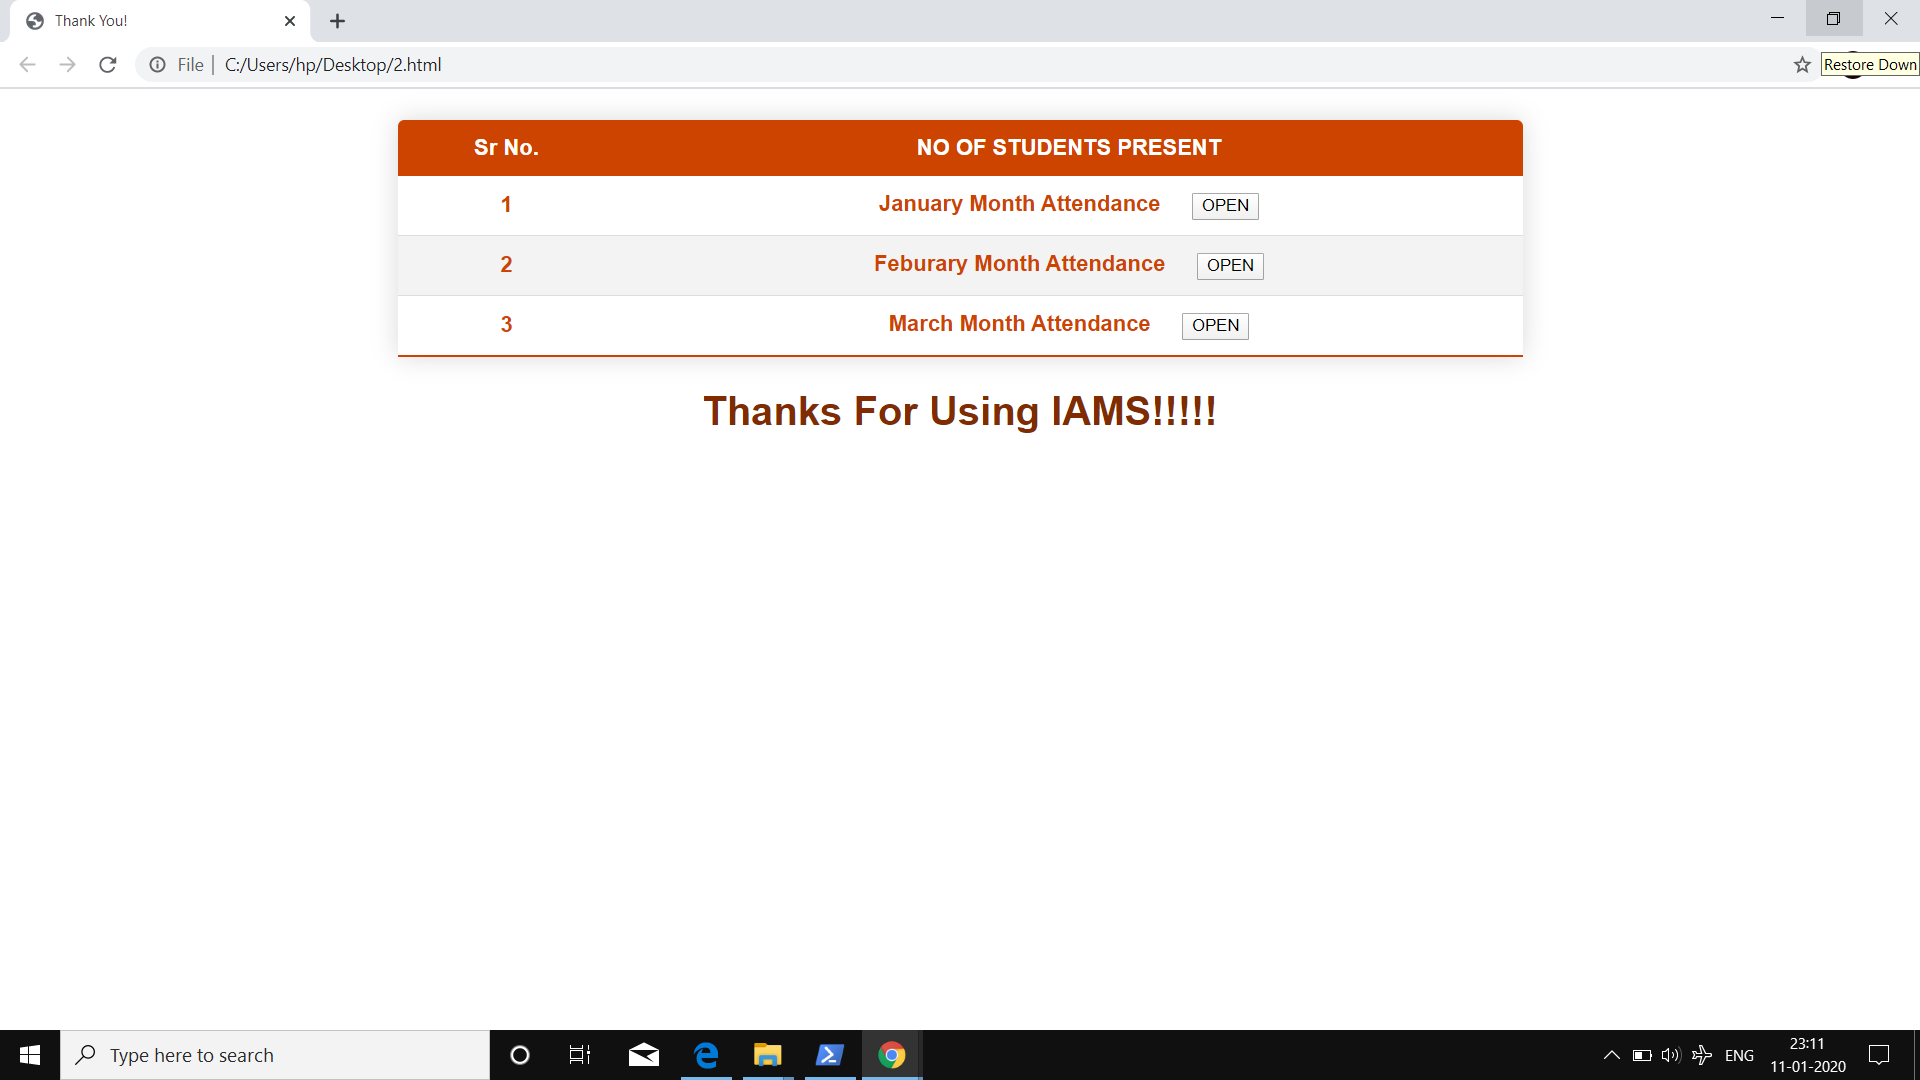 Thank You!
File | C:/Users/hp/Desktop/2.html
Restore Down
Sr No. NO OF STUDENTS PRESENT
1 January Month Attendance OPEN
2 Feburary Month Attendance OPEN
3 March Month Attendance OPEN
Thanks For Using IAMS!!!!!
Type here to search
ENG
23:11
11-01-2020